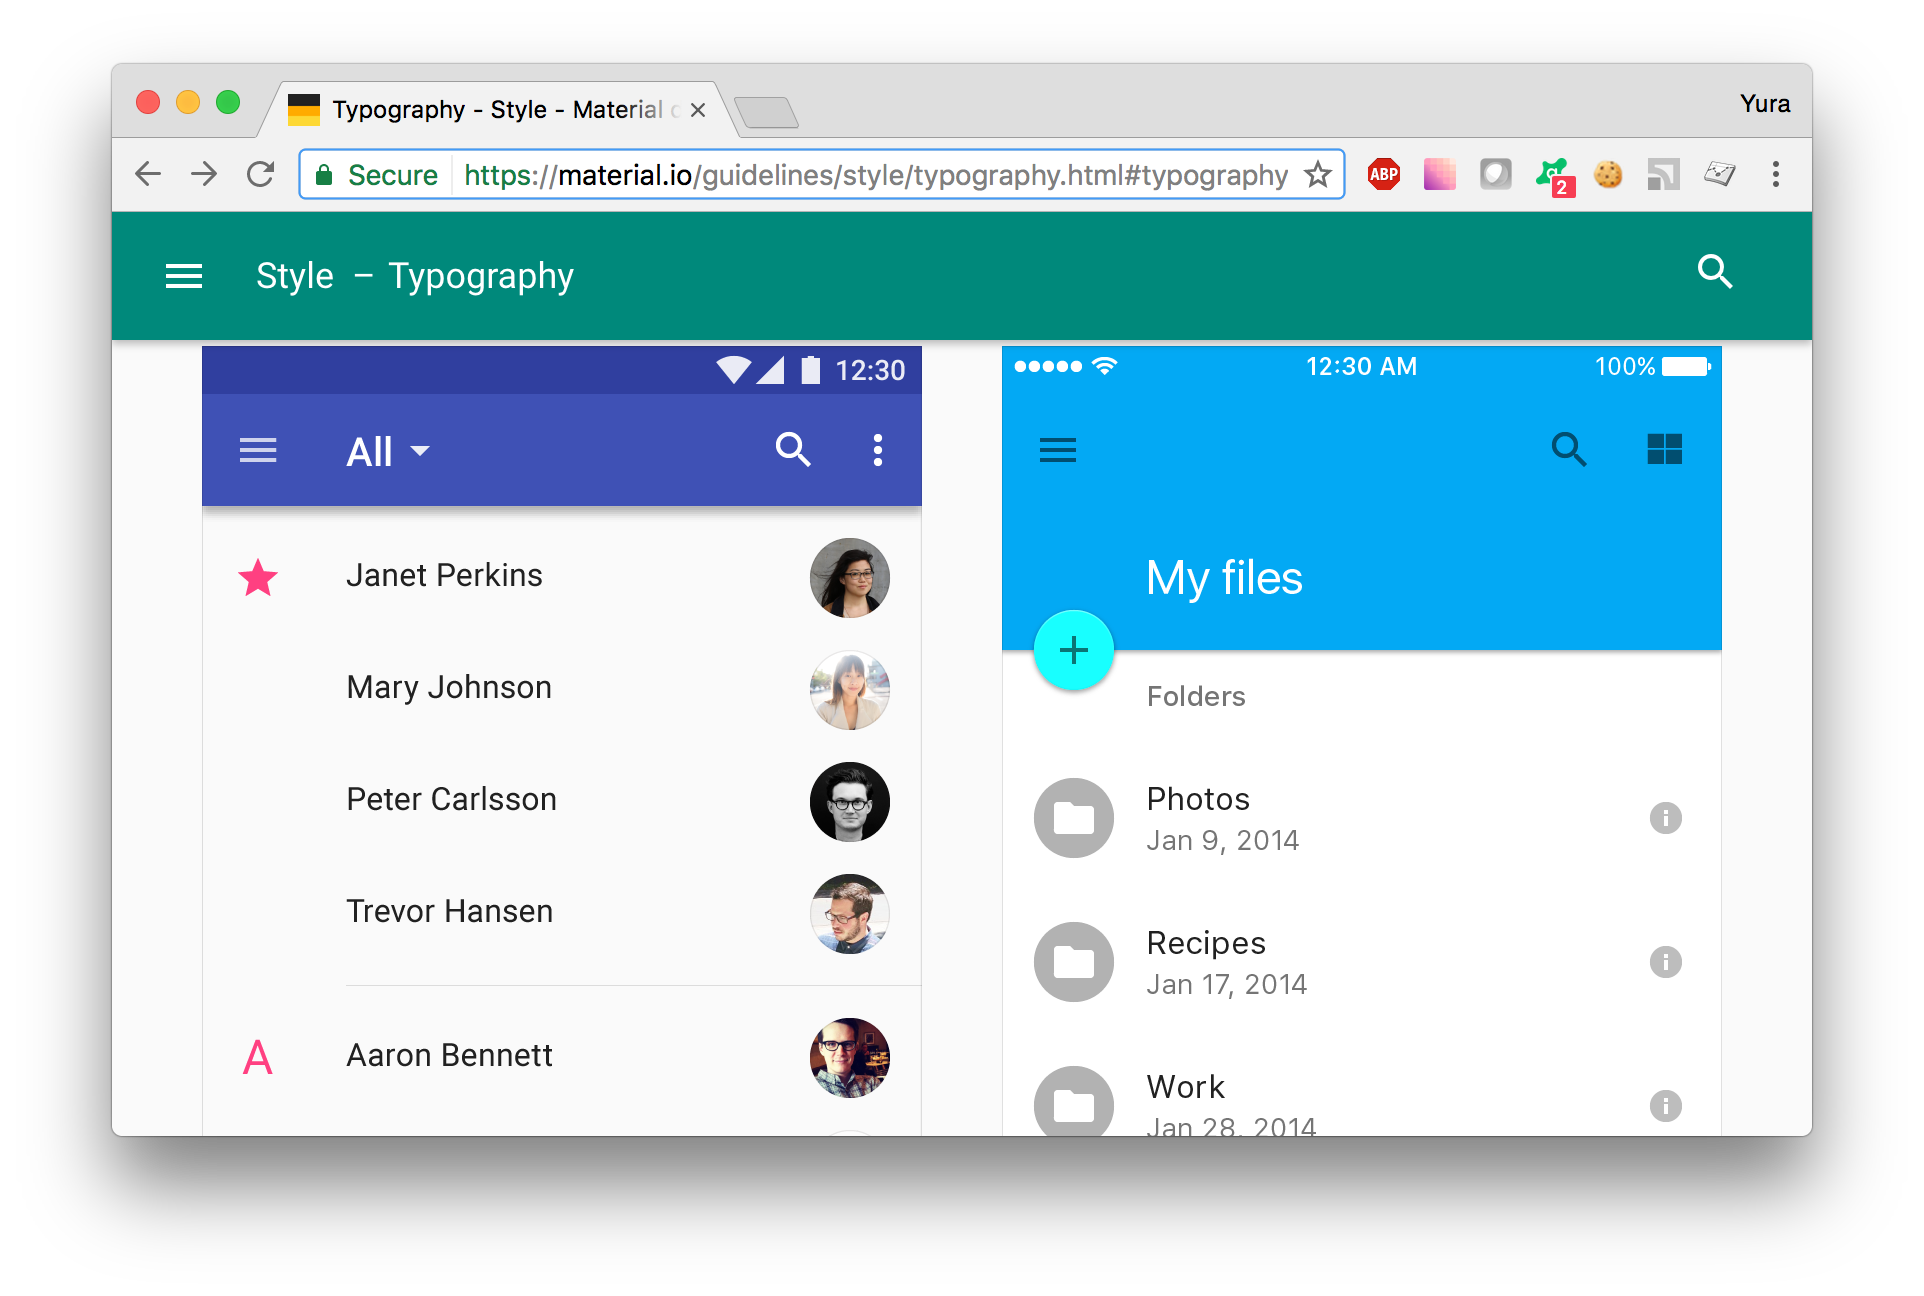 Typography - Style - Material
Yura
Secure
https://material.io/guidelines/style/typography.html#typography
ABP
2
Style – Typography
12:30
All
Janet Perkins
Mary Johnson
Peter Carlsson
Trevor Hansen
A
Aaron Bennett
12:30 AM
100%
My files
Folders
Photos
Jan 9, 2014
Recipes
Jan 17, 2014
Work
Jan 28, 2014